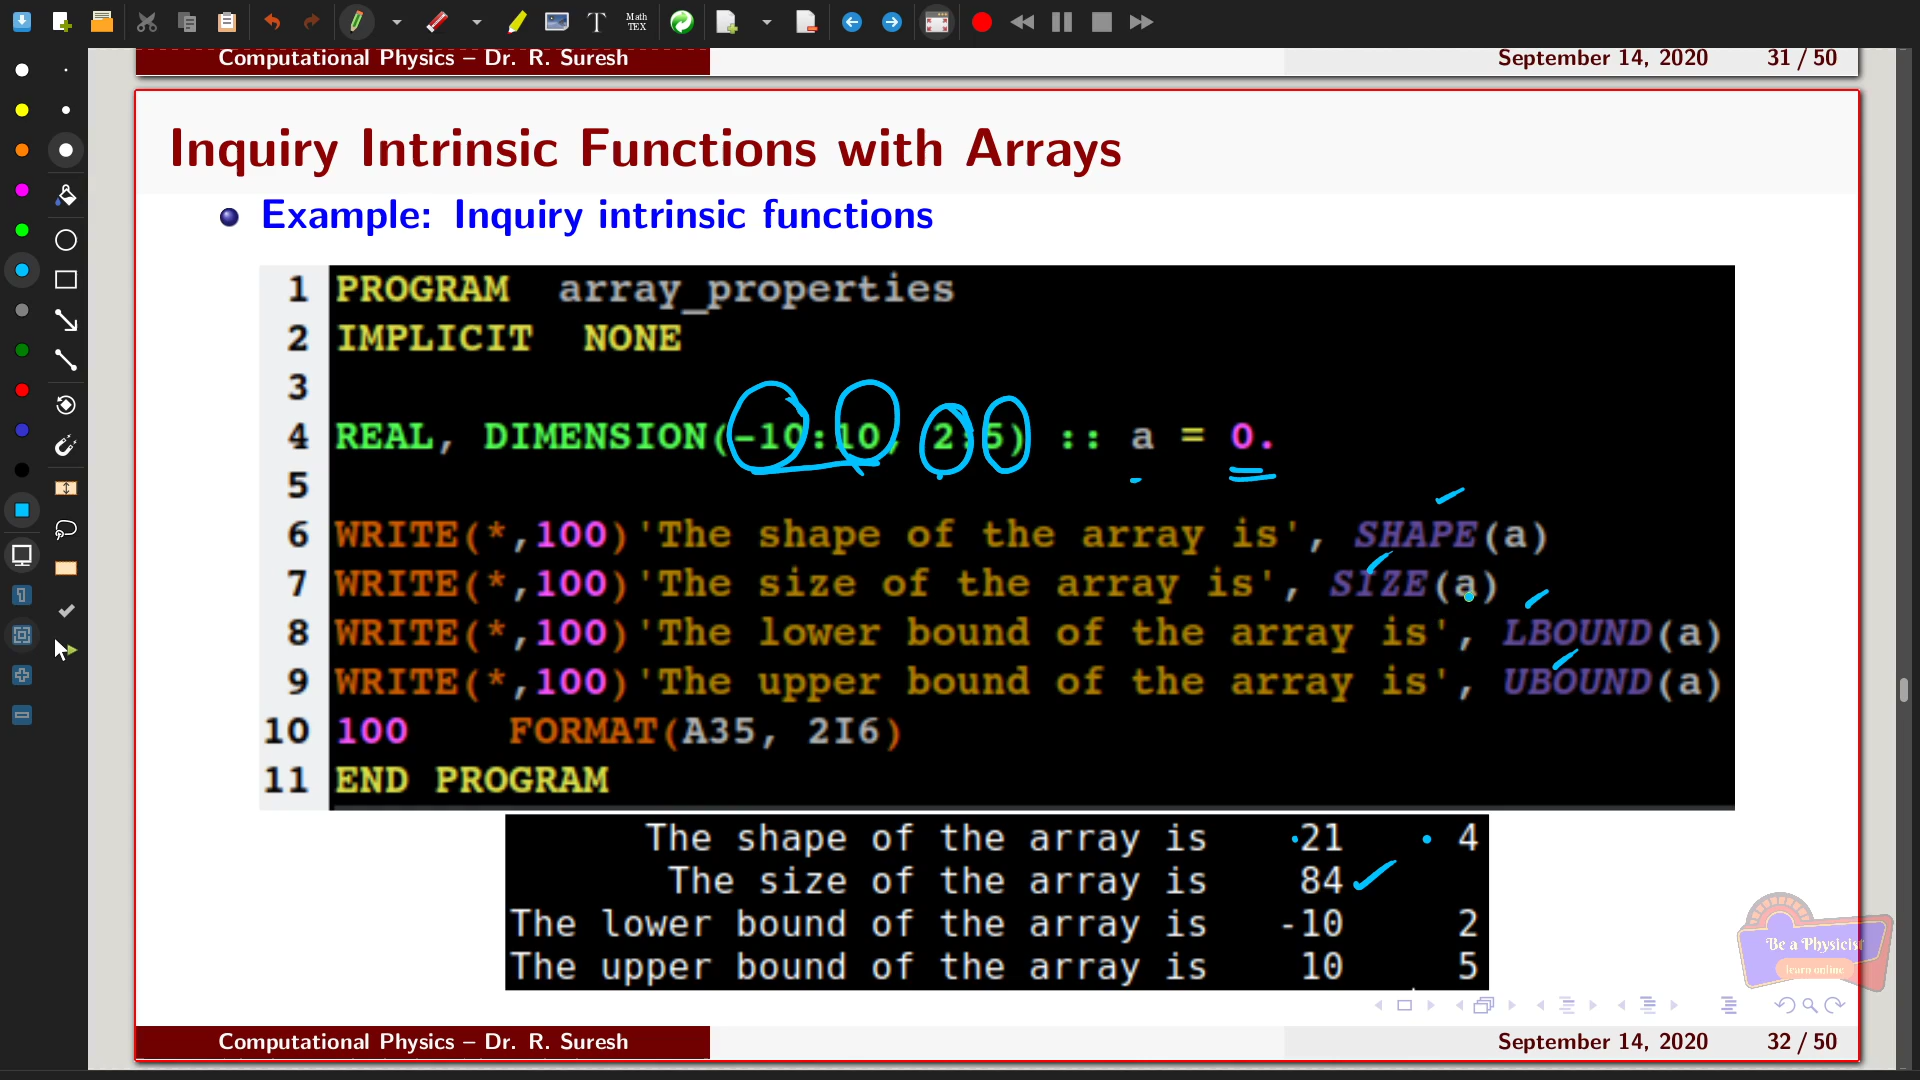 Math
TEX
Computational Physics – Dr. R. Suresh September 14, 2020 31 / 50
Inquiry Intrinsic Functions with Arrays
Example: Inquiry intrinsic functions
1 PROGRAM array_properties
2 IMPLICIT NONE
3
4 REAL, DIMENSION(-10:10, 2:5) :: a = 0.
5
6 WRITE(*,100)'The shape of the array is', SHAPE(a)
7 WRITE(*,100)'The size of the array is', SIZE(a)
8 WRITE(*,100)'The lower bound of the array is', LBOUND(a)
9 WRITE(*,100)'The upper bound of the array is', UBOUND(a)
10 100 FORMAT(A35, 2I6)
11 END PROGRAM
The shape of the array is 21 4
The size of the array is 84
The lower bound of the array is -10 2
The upper bound of the array is 10 5
Be a Physicist
learn online
Computational Physics – Dr. R. Suresh September 14, 2020 32 / 50